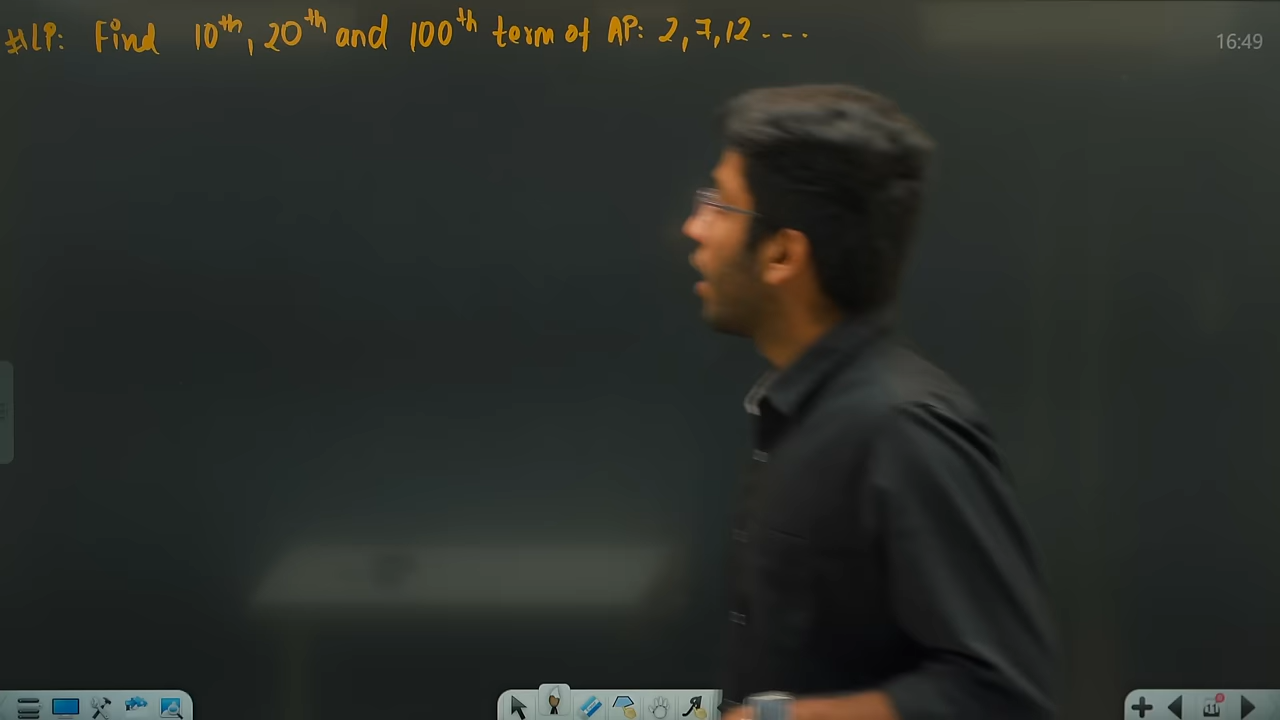 #LP: Find 10th, 20th and 100th term of AP: 2, 7, 12 ....
16:49